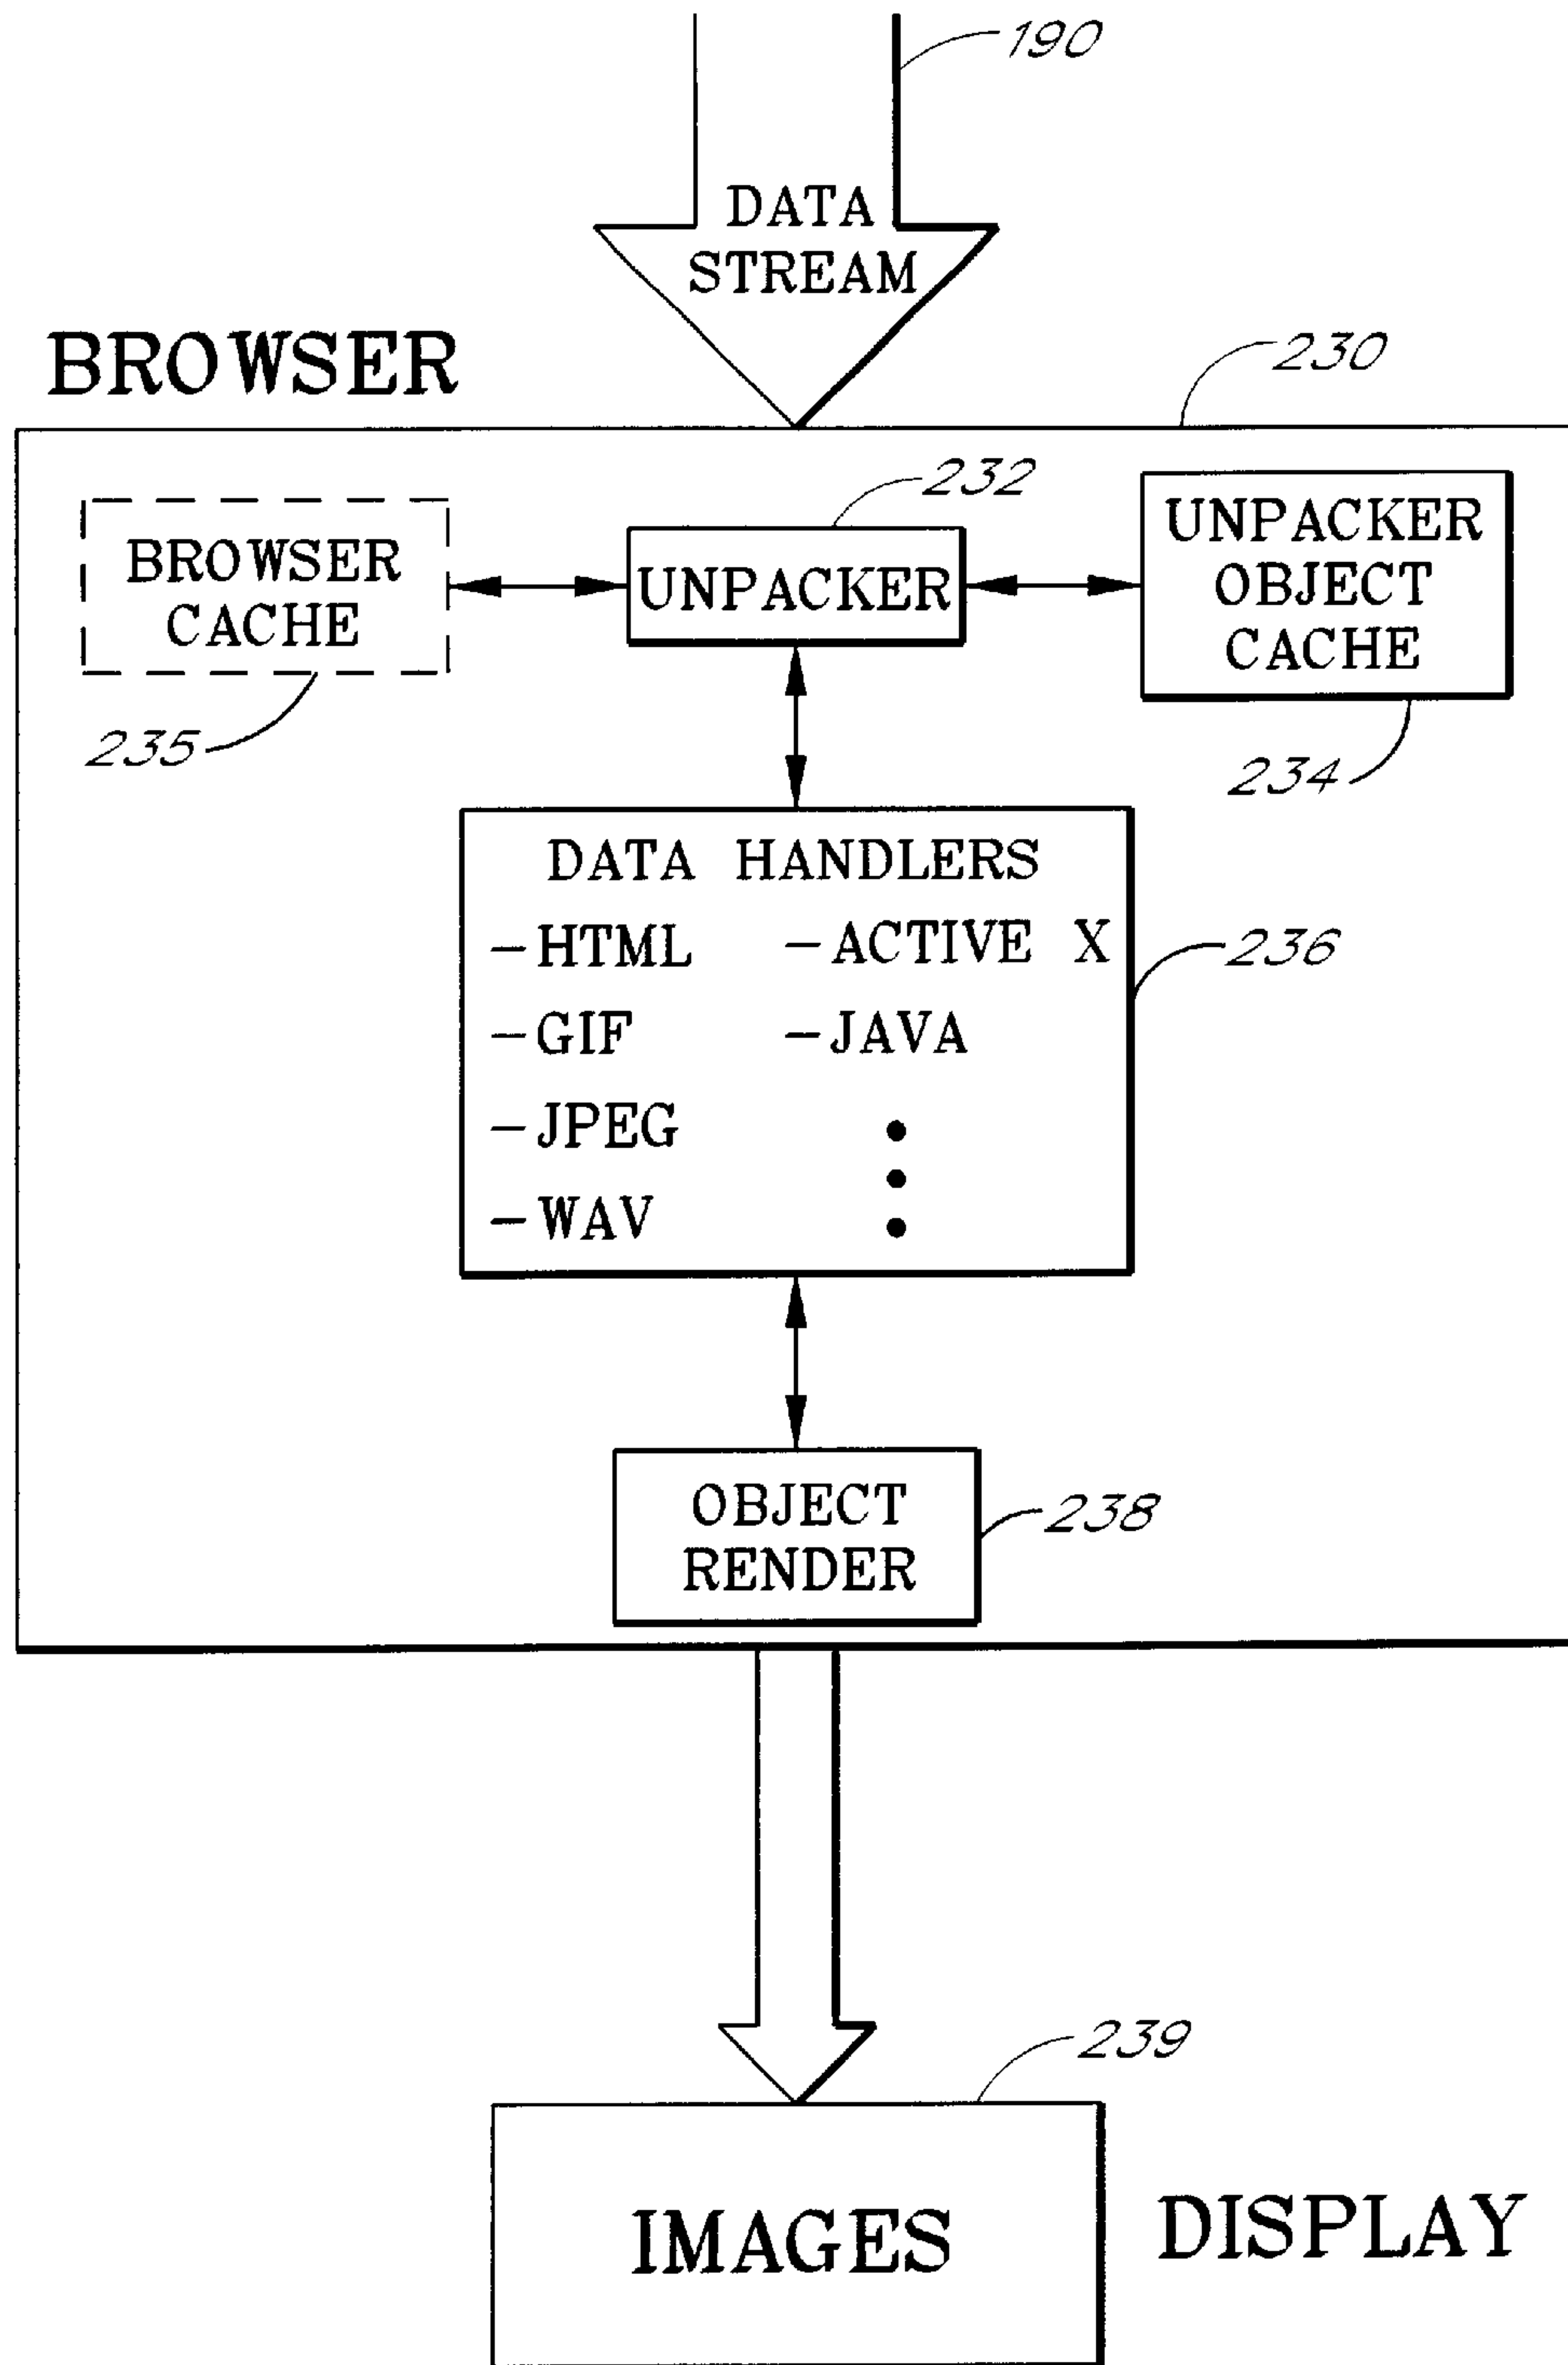 190
DATA
STREAM
BROWSER
230
232
BROWSER
CACHE
UNPACKER
UNPACKER
OBJECT
CACHE
235
234
DATA HANDLERS
-HTML -ACTIVE X
236
-GIF -JAVA
-JPEG
-WAV
OBJECT
RENDER
238
239
IMAGES
DISPLAY